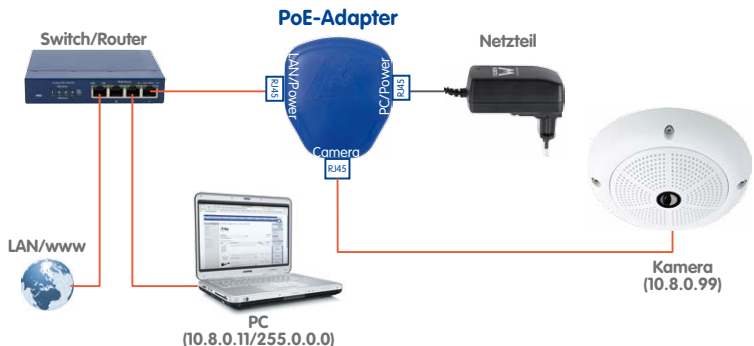 PoE-Adapter
Switch/Router
Netzteil
LAN/Power
PC/Power
RJ45
RJ45
Camera
RJ45
LAN/www
Kamera
(10.8.0.99)
PC
(10.8.0.11/255.0.0.0)